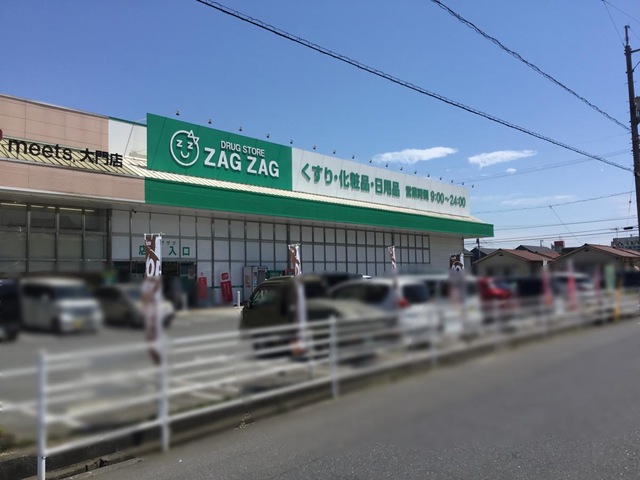 meets. 大門店
DRUG STORE
ZAG ZAG
くすり・化粧品・日用品 営業時間 9:00〜24:00
入口